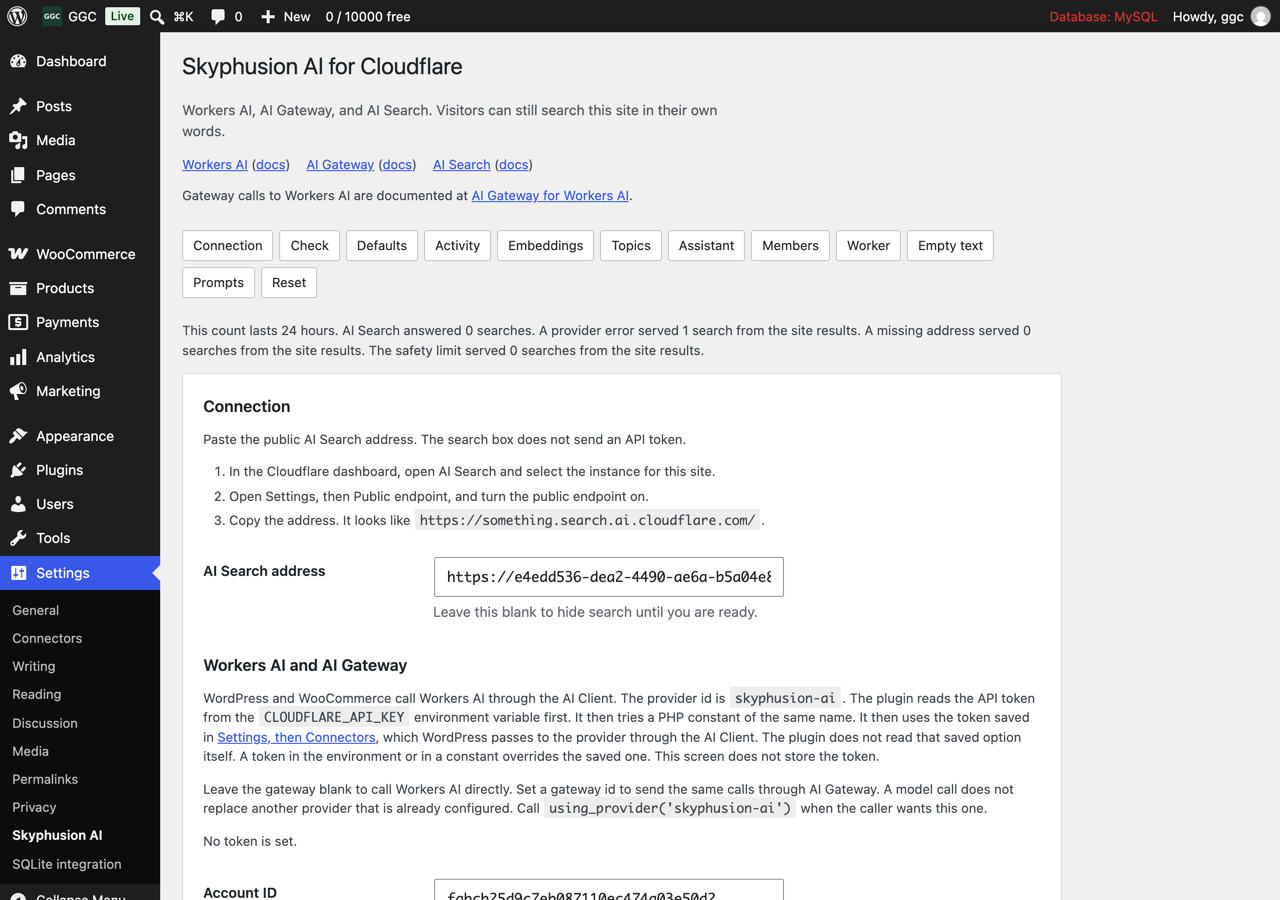 GGC GGC Live ⌘K 0 New 0 / 10000 free Database: MySQL Howdy, ggc
Dashboard
Posts
Media
Pages
Comments
WooCommerce
Products
Payments
Analytics
Marketing
Appearance
Plugins
Users
Tools
Settings
General
Connectors
Writing
Reading
Discussion
Media
Permalinks
Privacy
Skyphusion AI
SQLite integration
Collapse Menu
Skyphusion AI for Cloudflare
Workers AI, AI Gateway, and AI Search. Visitors can still search this site in their own
words.
Workers AI (docs) AI Gateway (docs) AI Search (docs)
Gateway calls to Workers AI are documented at AI Gateway for Workers AI.
Connection Check Defaults Activity Embeddings Topics Assistant Members Worker Empty text
Prompts Reset
This count lasts 24 hours. AI Search answered 0 searches. A provider error served 1 search from the site results. A missing address served 0
searches from the site results. The safety limit served 0 searches from the site results.
Connection
Paste the public AI Search address. The search box does not send an API token.
1. In the Cloudflare dashboard, open AI Search and select the instance for this site.
2. Open Settings, then Public endpoint, and turn the public endpoint on.
3. Copy the address. It looks like https://something.search.ai.cloudflare.com/ .
AI Search address
https://e4edd536-dea2-4490-ae6a-b5a04e8
Leave this blank to hide search until you are ready.
Workers AI and AI Gateway
WordPress and WooCommerce call Workers AI through the AI Client. The provider id is skyphusion-ai . The plugin reads the API token
from the CLOUDFLARE_API_KEY environment variable first. It then tries a PHP constant of the same name. It then uses the token saved
in Settings, then Connectors, which WordPress passes to the provider through the AI Client. The plugin does not read that saved option
itself. A token in the environment or in a constant overrides the saved one. This screen does not store the token.
Leave the gateway blank to call Workers AI directly. Set a gateway id to send the same calls through AI Gateway. A model call does not
replace another provider that is already configured. Call using_provider('skyphusion-ai') when the caller wants this one.
No token is set.
Account ID